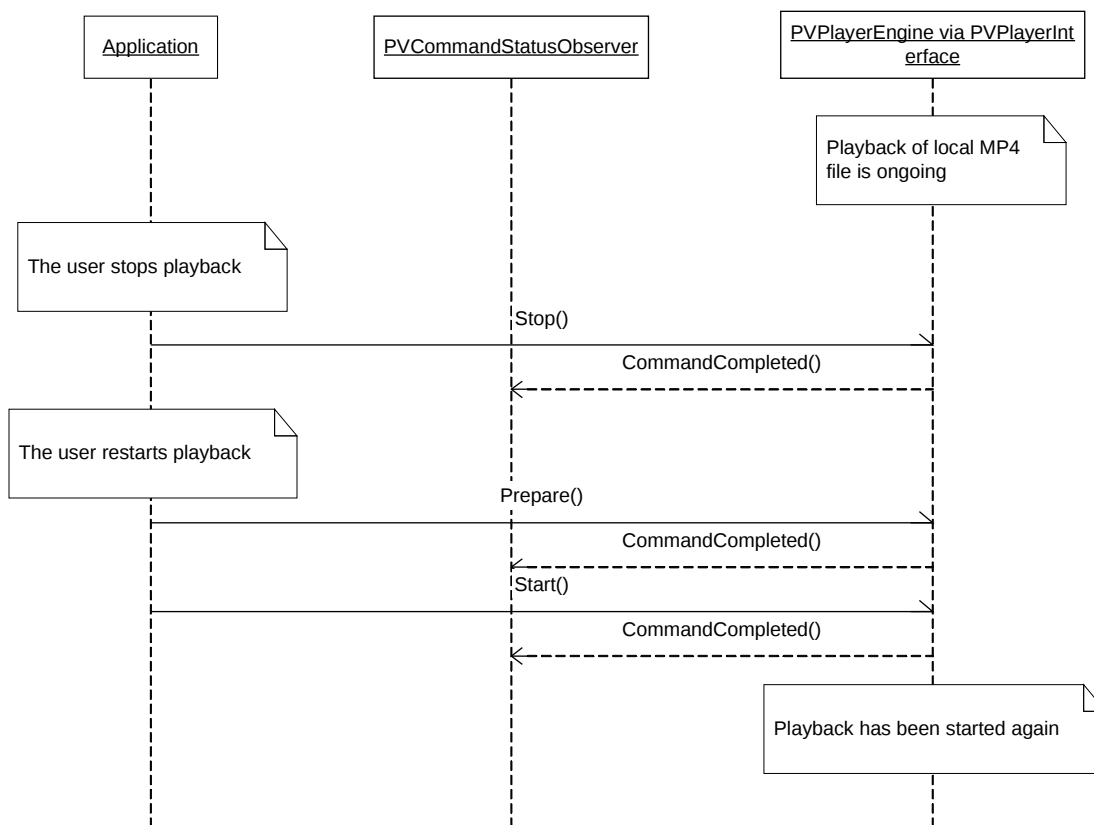 Application
PVCommandStatusObserver
PVPlayerEngine via PVPlayerInt
erface
Playback of local MP4
file is ongoing
The user stops playback
Stop()
CommandCompleted()
The user restarts playback
Prepare()
CommandCompleted()
Start()
CommandCompleted()
Playback has been started again